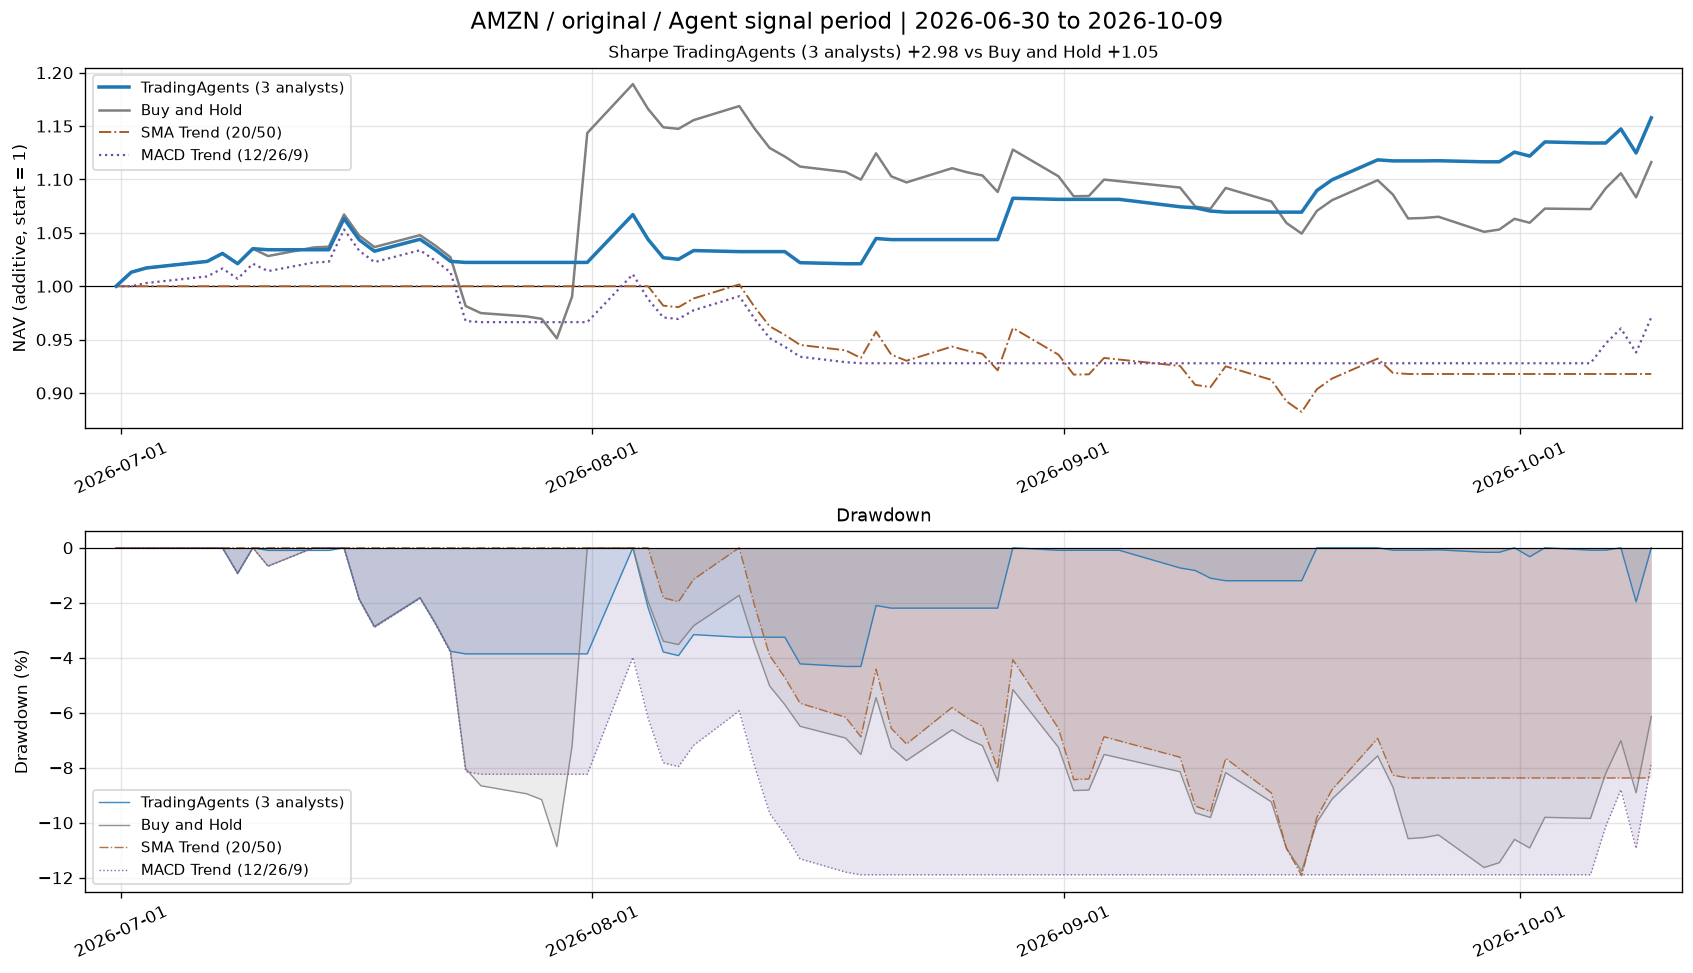 AMZN / original / Agent signal period | 2026-06-30 to 2026-10-09
Sharpe TradingAgents (3 analysts) +2.98 vs Buy and Hold +1.05
NAV (additive, start = 1)
1.20
1.15
1.10
1.05
1.00
0.95
0.90
TradingAgents (3 analysts)
Buy and Hold
SMA Trend (20/50)
MACD Trend (12/26/9)
2026-07-01
2026-08-01
2026-09-01
2026-10-01
Drawdown
Drawdown (%)
0
−2
−4
−6
−8
−10
−12
TradingAgents (3 analysts)
Buy and Hold
SMA Trend (20/50)
MACD Trend (12/26/9)
2026-07-01
2026-08-01
2026-09-01
2026-10-01